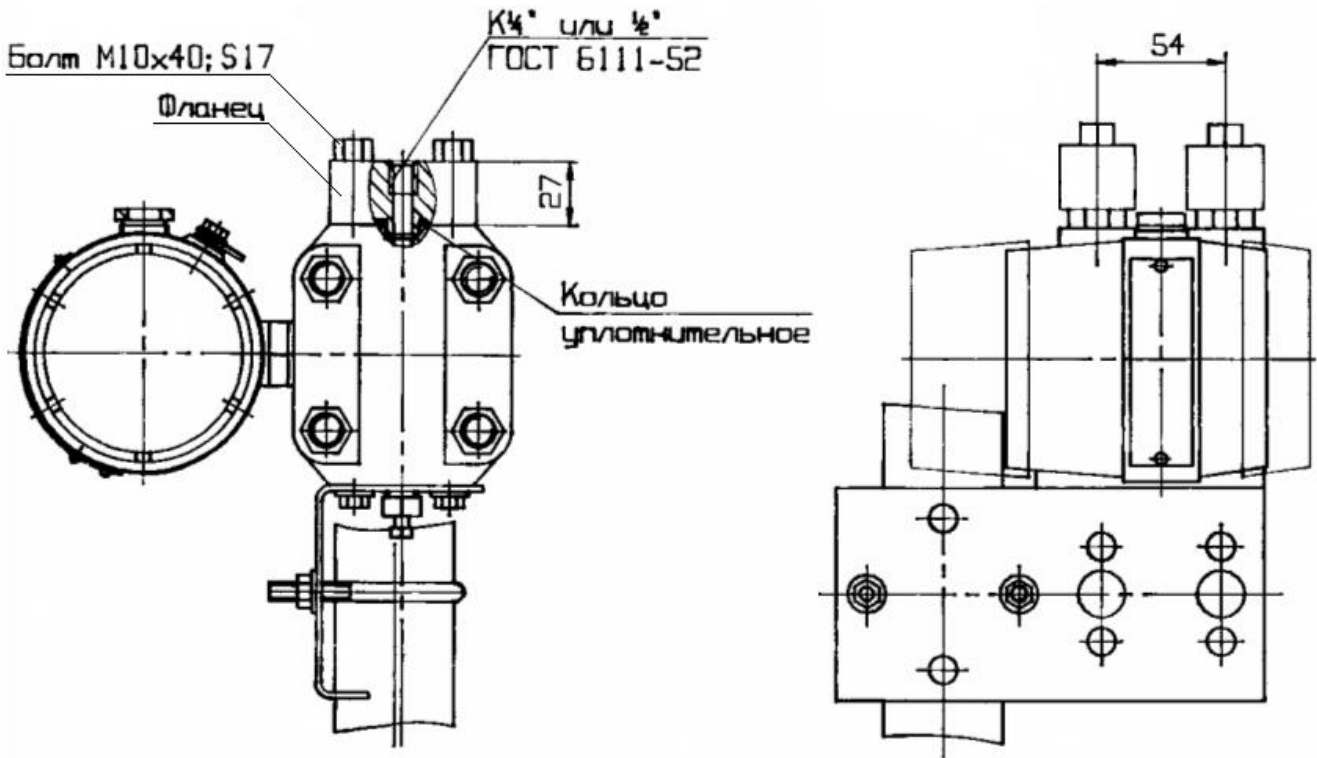 К¼" или ½"
ГОСТ 6111-52
Болт М10х40; S17
Фланец
27
Кольцо
уплотнительное
54